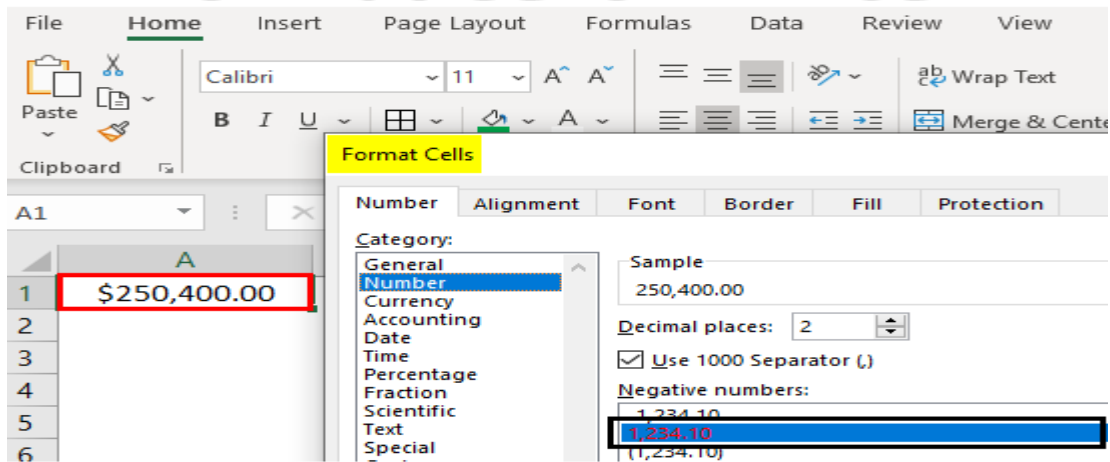 File Home Insert Page Layout Formulas Data Review View
Calibri 11 A^ Aˇ ab Wrap Text
Paste B I U A Merge & Cente
Clipboard
Format Cells
A1
Number Alignment Font Border Fill Protection
Category:
General
Number
Currency
Accounting
Date
Time
Percentage
Fraction
Scientific
Text
Special
Sample
250,400.00
Decimal places: 2
Use 1000 Separator (,)
Negative numbers:
1,234.10
(1,234.10)
A
1 $250,400.00
2
3
4
5
6